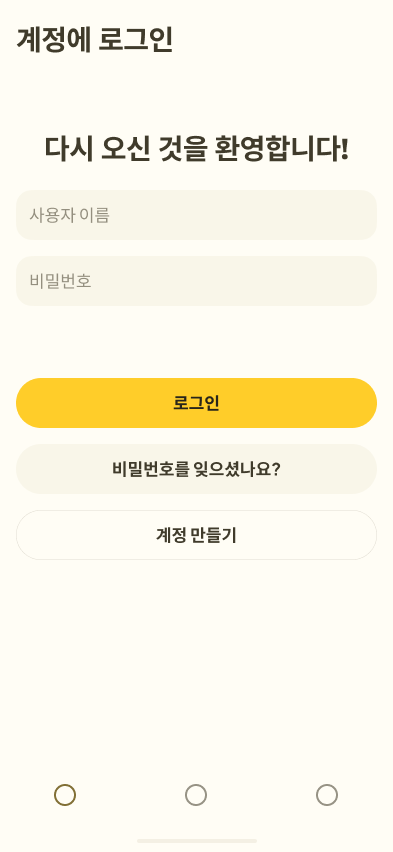 계정에 로그인
다시 오신 것을 환영합니다!
사용자 이름
비밀번호
로그인
비밀번호를 잊으셨나요?
계정 만들기